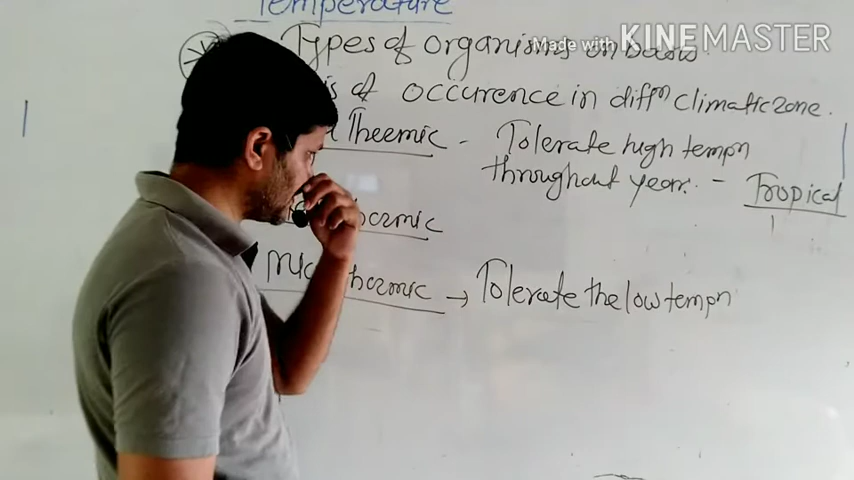 Temperature
Types of organisms on basis
Made with KINEMASTER
of occurence in diffn climatic zone.
Theemic - Tolerate high tempn
throughout year. - Tropical
Tolerate the low tempn